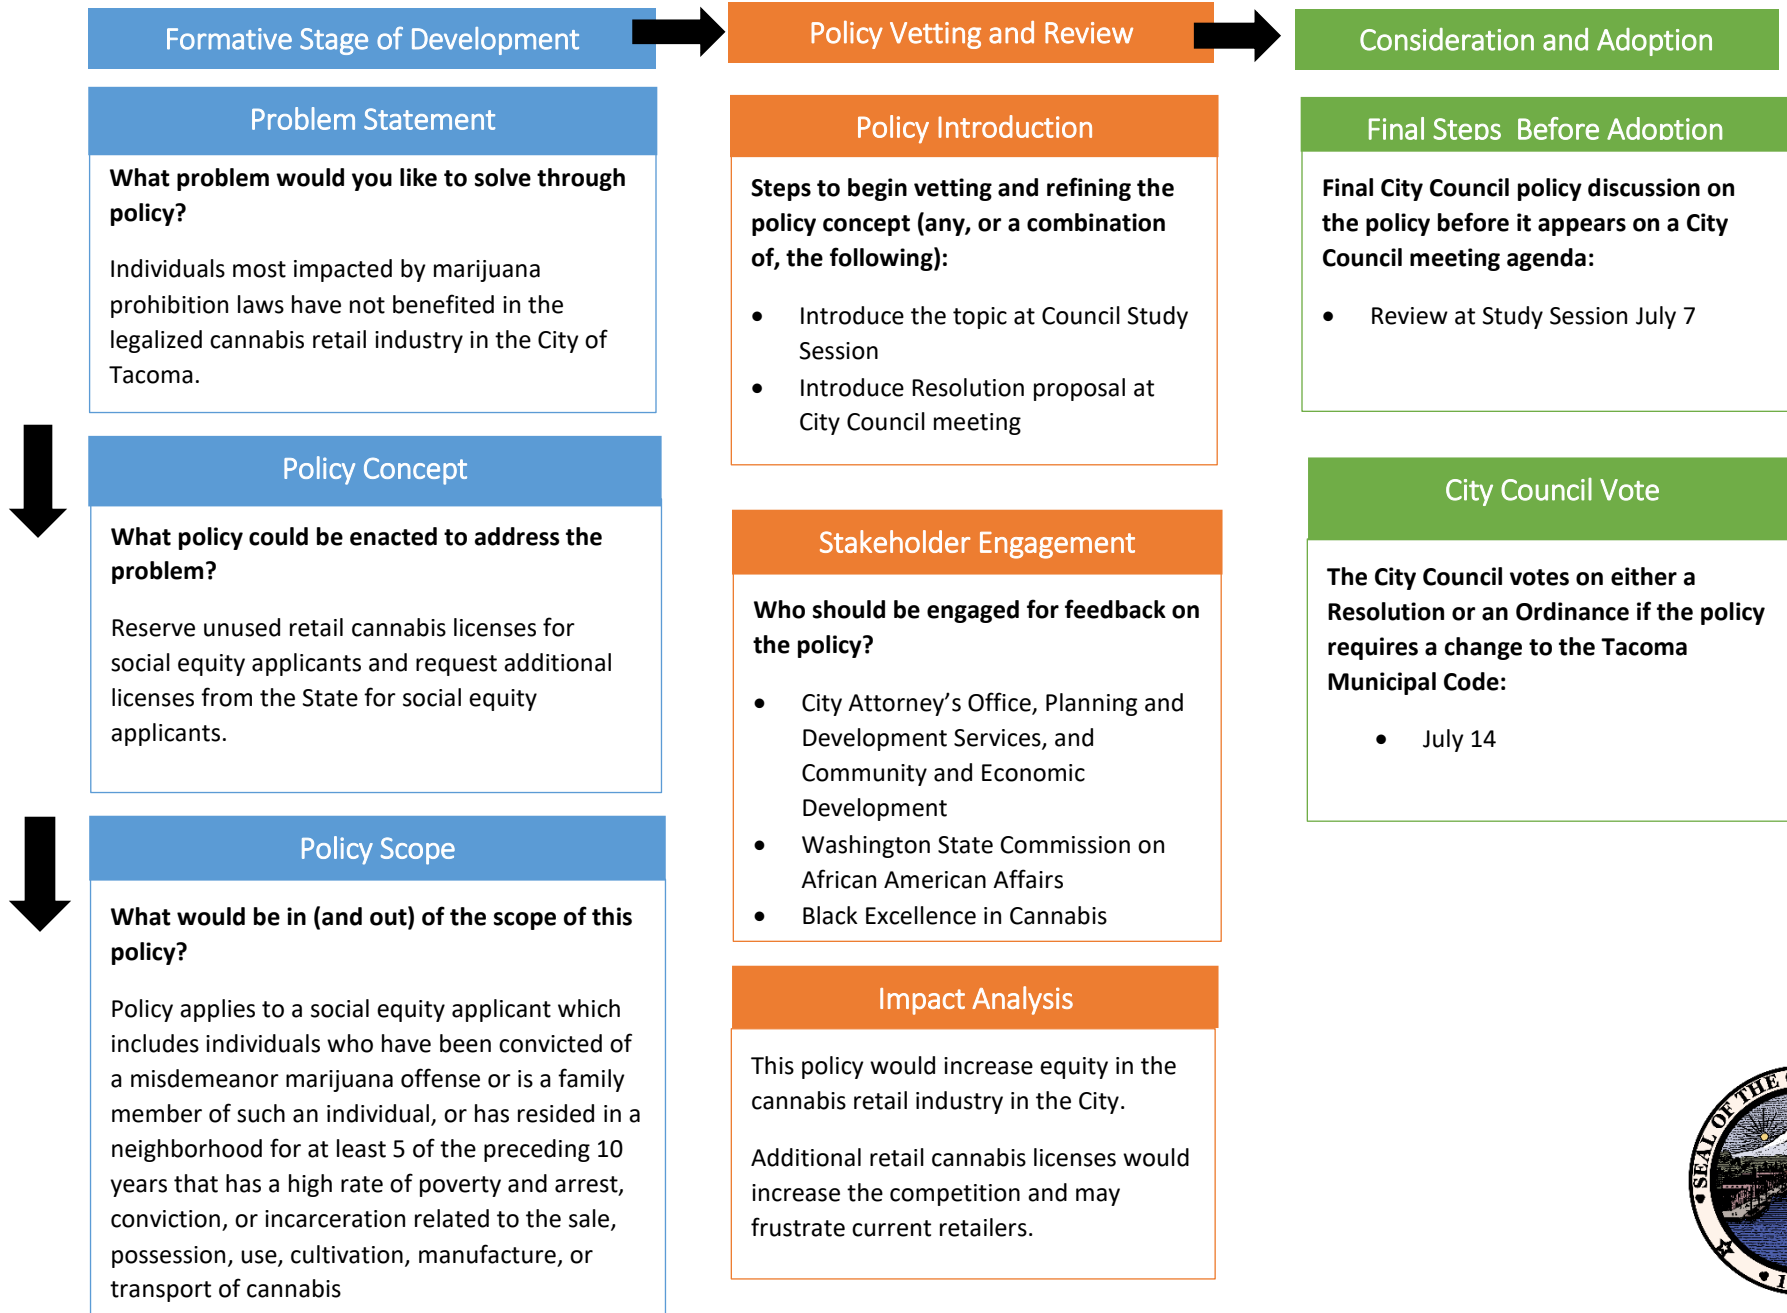 Formative Stage of Development
Policy Vetting and Review
Consideration and Adoption
Problem Statement
What problem would you like to solve through
policy?
Individuals most impacted by marijuana
prohibition laws have not benefited in the
legalized cannabis retail industry in the City of
Tacoma.
Policy Concept
What policy could be enacted to address the
problem?
Reserve unused retail cannabis licenses for
social equity applicants and request additional
licenses from the State for social equity
applicants.
Policy Scope
What would be in (and out) of the scope of this
policy?
Policy applies to a social equity applicant which
includes individuals who have been convicted of
a misdemeanor marijuana offense or is a family
member of such an individual, or has resided in a
neighborhood for at least 5 of the preceding 10
years that has a high rate of poverty and arrest,
conviction, or incarceration related to the sale,
possession, use, cultivation, manufacture, or
transport of cannabis
Policy Introduction
Steps to begin vetting and refining the
policy concept (any, or a combination
of, the following):
• Introduce the topic at Council Study
Session
• Introduce Resolution proposal at
City Council meeting
Stakeholder Engagement
Who should be engaged for feedback on
the policy?
• City Attorney’s Office, Planning and
Development Services, and
Community and Economic
Development
• Washington State Commission on
African American Affairs
• Black Excellence in Cannabis
Impact Analysis
This policy would increase equity in the
cannabis retail industry in the City.
Additional retail cannabis licenses would
increase the competition and may
frustrate current retailers.
Final Steps Before Adoption
Final City Council policy discussion on
the policy before it appears on a City
Council meeting agenda:
• Review at Study Session July 7
City Council Vote
The City Council votes on either a
Resolution or an Ordinance if the policy
requires a change to the Tacoma
Municipal Code:
• July 14
SEAL OF THE